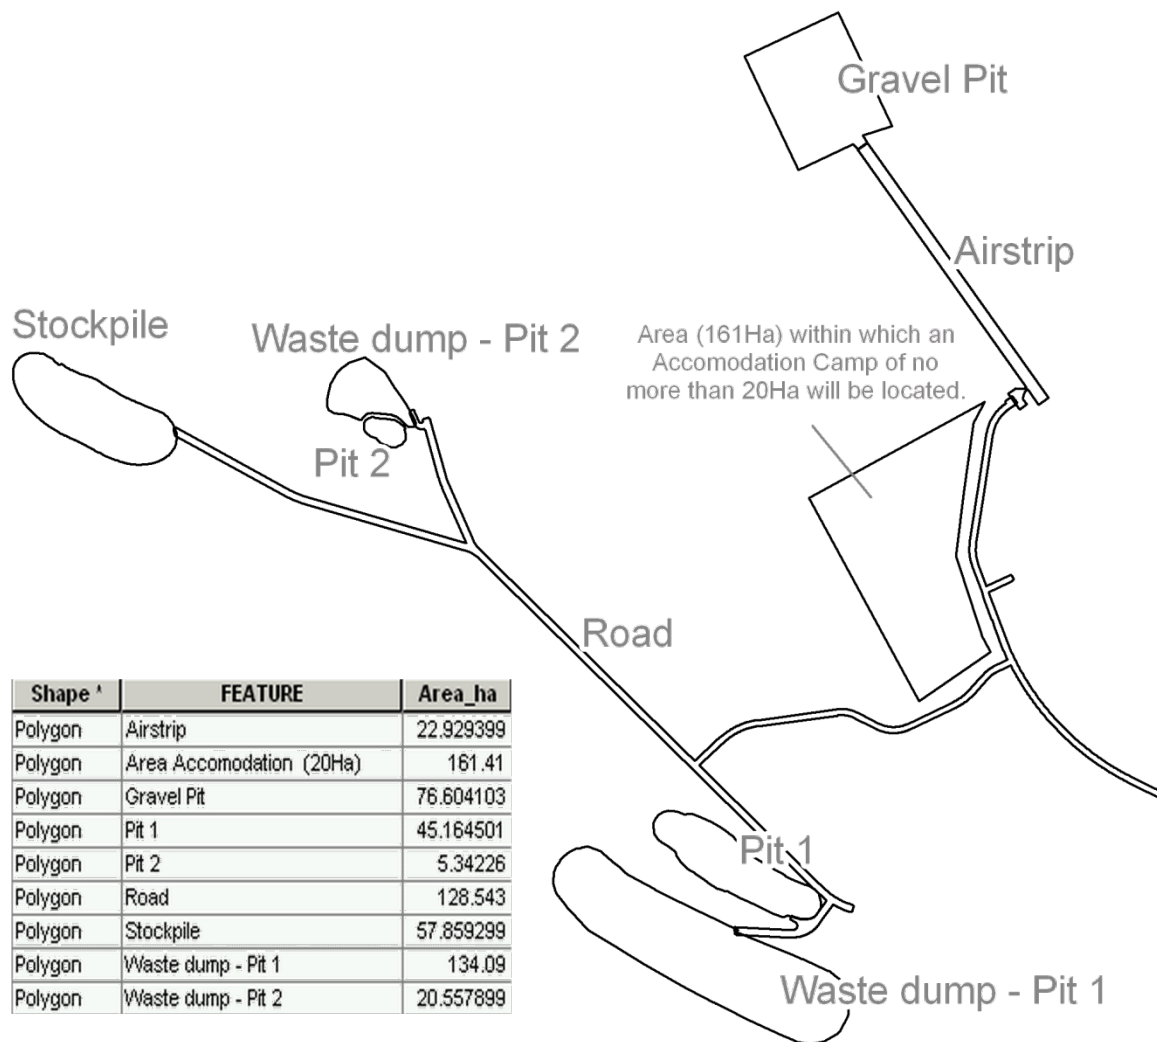 Gravel Pit
Airstrip
Stockpile
Waste dump - Pit 2
Area (161Ha) within which an
Accomodation Camp of no
more than 20Ha will be located.
Pit 2
Road
Shape * FEATURE Area_ha
Polygon Airstrip 22.929399
Polygon Area Accomodation (20Ha) 161.41
Polygon Gravel Pit 76.604103
Polygon Pit 1 45.164501
Polygon Pit 2 5.34226
Polygon Road 128.543
Polygon Stockpile 57.859299
Polygon Waste dump - Pit 1 134.09
Polygon Waste dump - Pit 2 20.557899
Pit 1
Waste dump - Pit 1